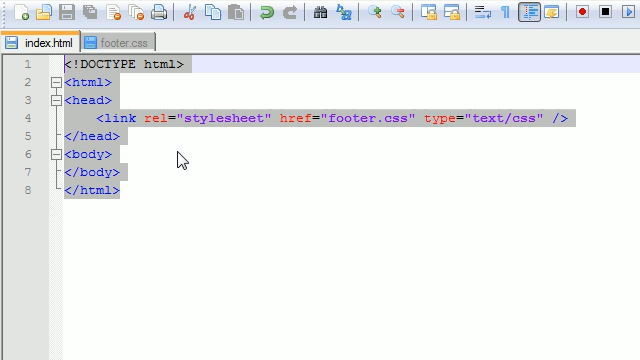 index.html footer.css
1 <!DOCTYPE html>
2 <html>
3 <head>
4 <link rel="stylesheet" href="footer.css" type="text/css" />
5 </head>
6 <body>
7 </body>
8 </html>